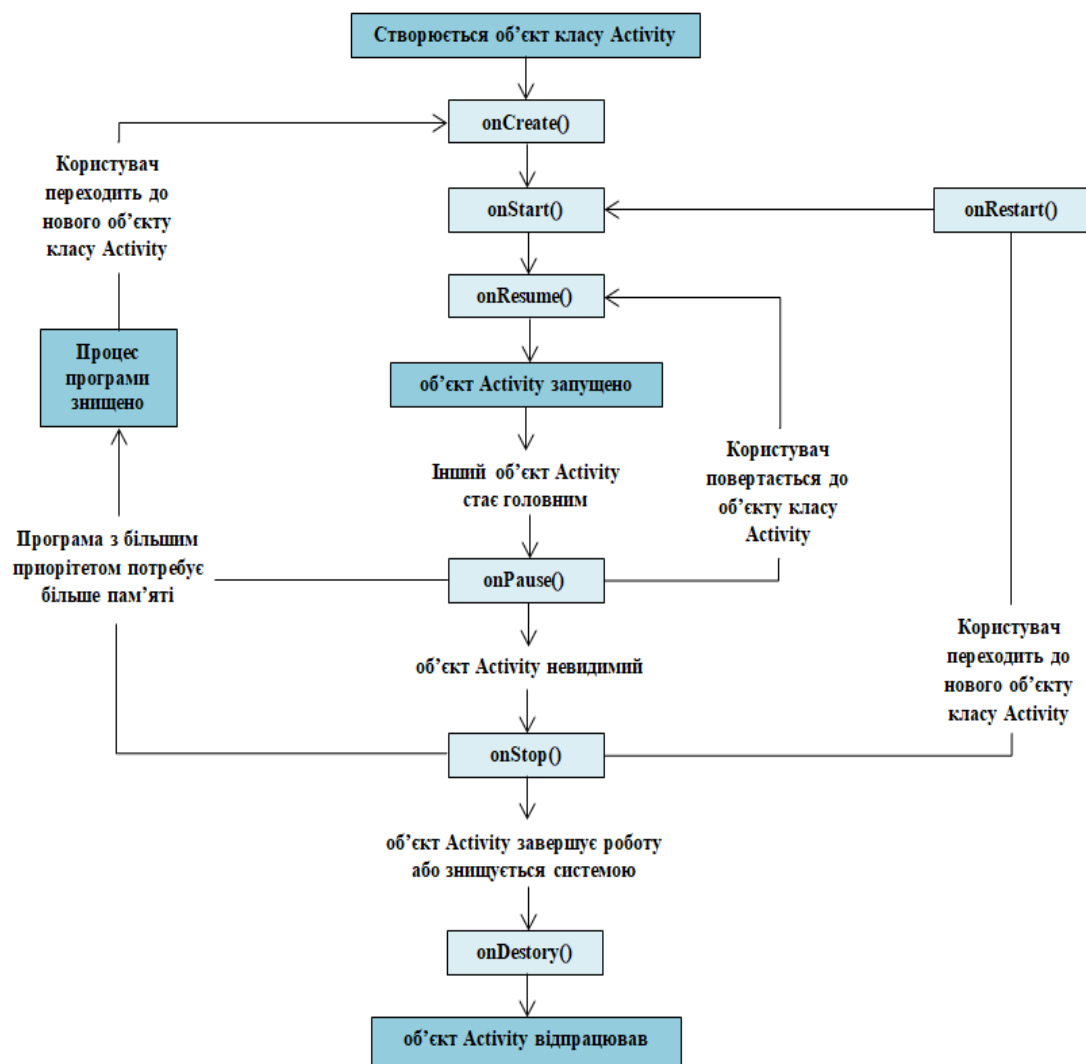 Створюється об’єкт класу Activity
onCreate()
Користувач
переходить до
нового об’єкту
класу Activity
onStart()
onRestart()
onResume()
Процес
програми
знищено
об’єкт Activity запущено
Інший об’єкт Activity
стає головним
Користувач
повертається до
об’єкту класу
Activity
Програма з більшим
приорітетом потребує
більше пам’яті
onPause()
об’єкт Activity невидимий
Користувач
переходить до
нового об’єкту
класу Activity
onStop()
об’єкт Activity завершує роботу
або знищується системою
onDestory()
об’єкт Activity відпрацював